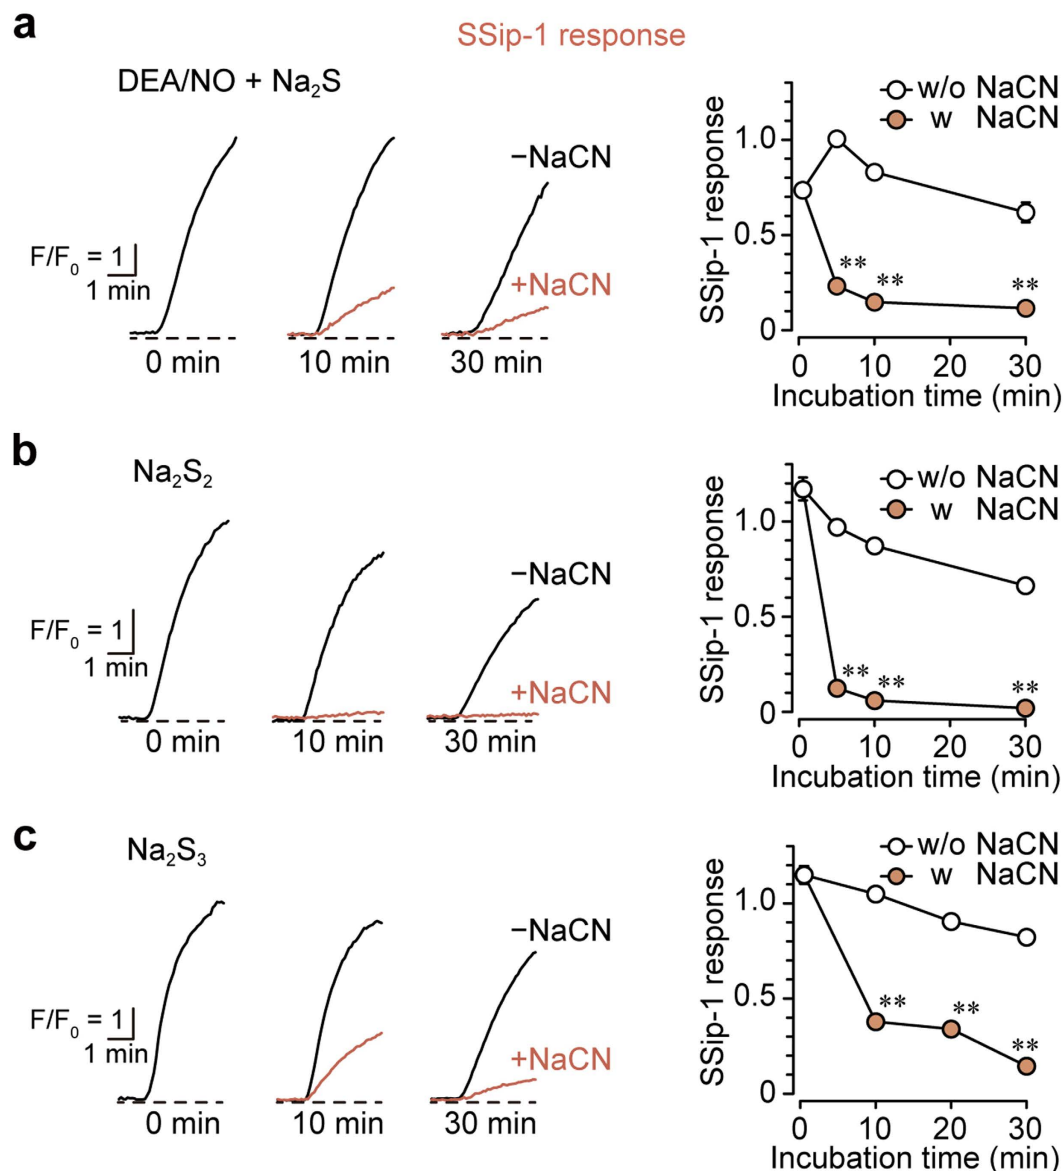 a
SSip-1 response
DEA/NO + Na₂S
−NaCN
+NaCN
F/F₀ = 1
1 min
0 min
10 min
30 min
w/o NaCN
w NaCN
SSip-1 response
1.0
0.5
0
**
**
**
0
10
20
30
Incubation time (min)
b
Na₂S₂
−NaCN
+NaCN
F/F₀ = 1
1 min
0 min
10 min
30 min
w/o NaCN
w NaCN
SSip-1 response
1.0
0.5
0
**
**
**
0
10
20
30
Incubation time (min)
c
Na₂S₃
−NaCN
+NaCN
F/F₀ = 1
1 min
0 min
10 min
30 min
w/o NaCN
w NaCN
SSip-1 response
1.0
0.5
0
**
**
**
0
10
20
30
Incubation time (min)